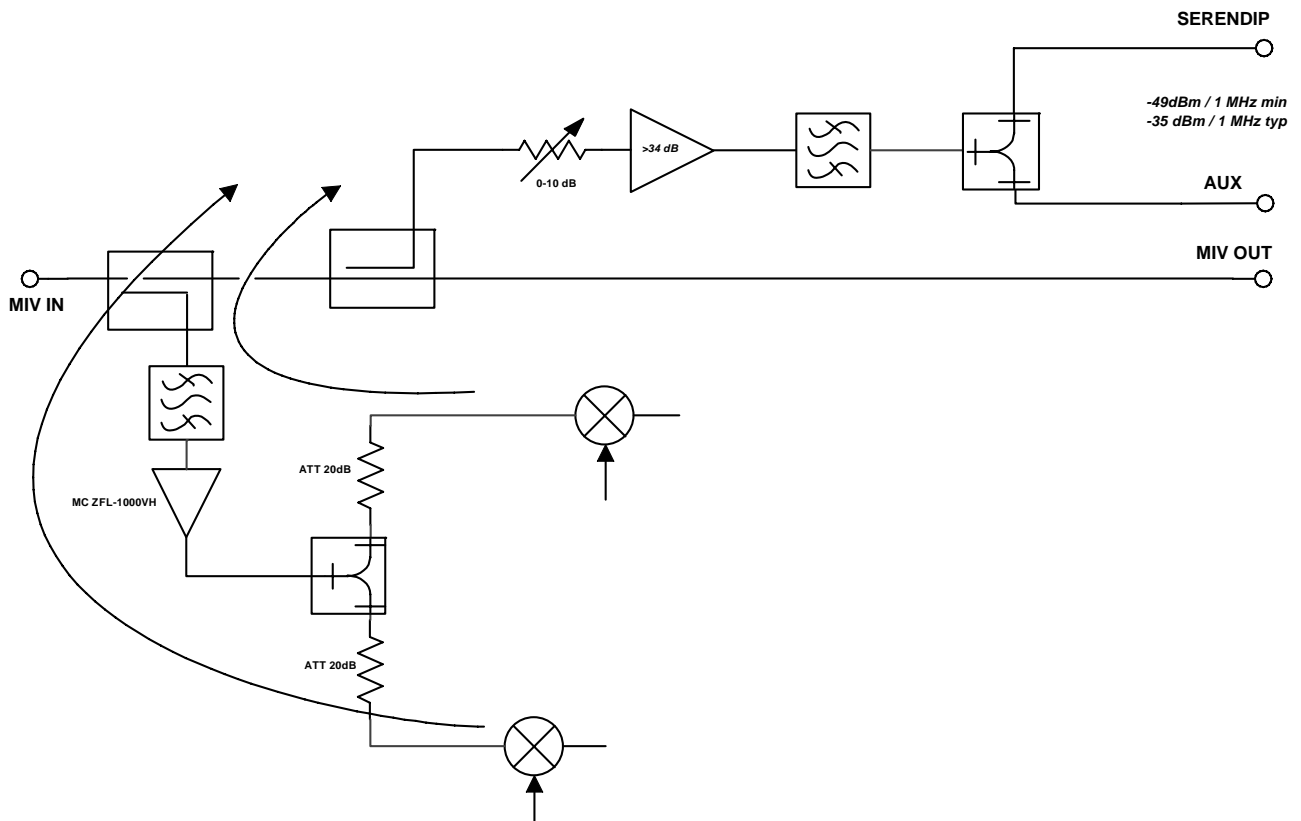 SERENDIP
-49dBm / 1 MHz min
-35 dBm / 1 MHz typ
>34 dB
0-10 dB
AUX
MIV OUT
MIV IN
ATT 20dB
MC ZFL-1000VH
ATT 20dB